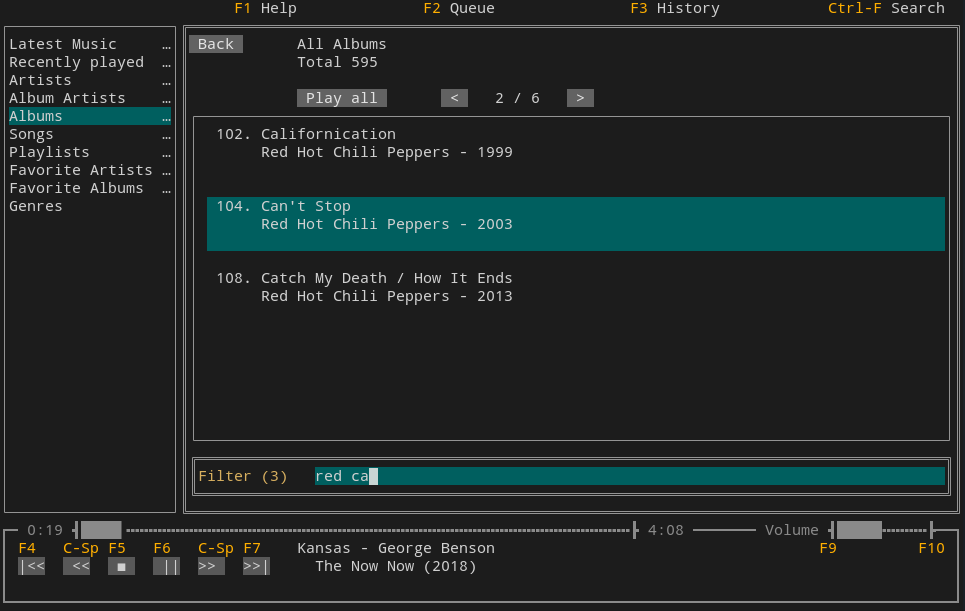 F1 Help F2 Queue F3 History Ctrl-F Search
Latest Music …
Recently played …
Artists …
Album Artists …
Albums …
Songs …
Playlists …
Favorite Artists …
Favorite Albums …
Genres
Back All Albums
Total 595
Play all < 2 / 6 >
102. Californication
Red Hot Chili Peppers - 1999
104. Can't Stop
Red Hot Chili Peppers - 2003
108. Catch My Death / How It Ends
Red Hot Chili Peppers - 2013
Filter (3) red ca
0:19 4:08 Volume
F4 C-Sp F5 F6 C-Sp F7 Kansas - George Benson F9 F10
|<< << ■ || >> >>| The Now Now (2018)